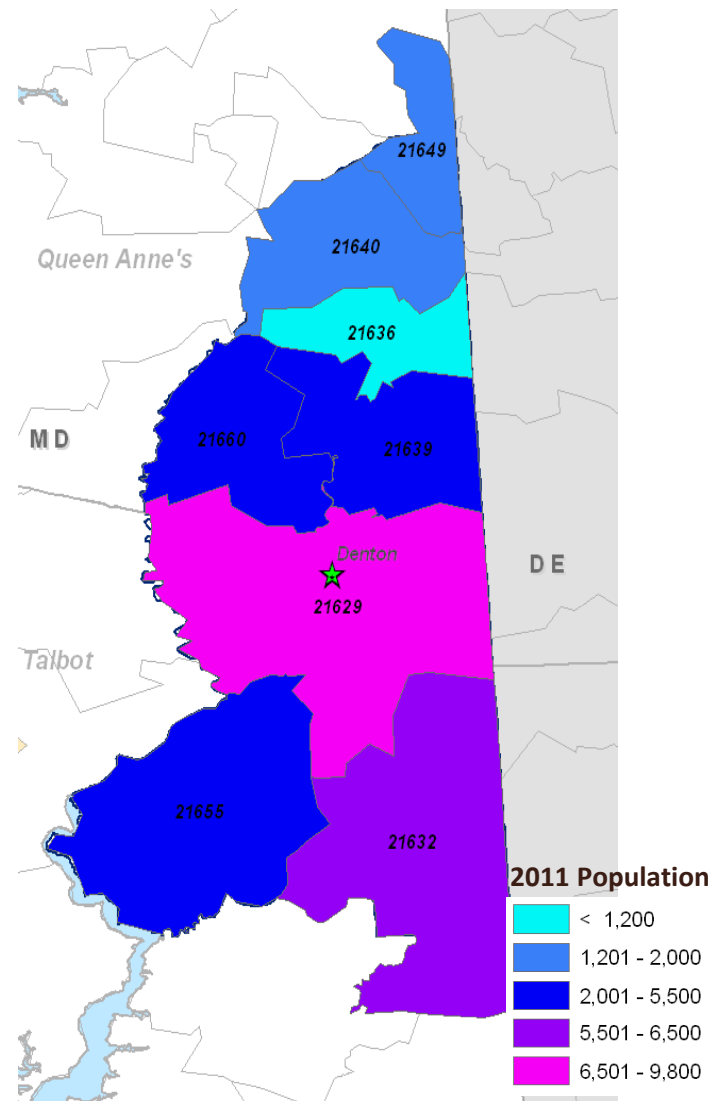 21649
21640
Queen Anne's
21636
MD
21660
21639
Denton
DE
21629
Talbot
21655
21632
2011 Population
< 1,200
1,201 - 2,000
2,001 - 5,500
5,501 - 6,500
6,501 - 9,800